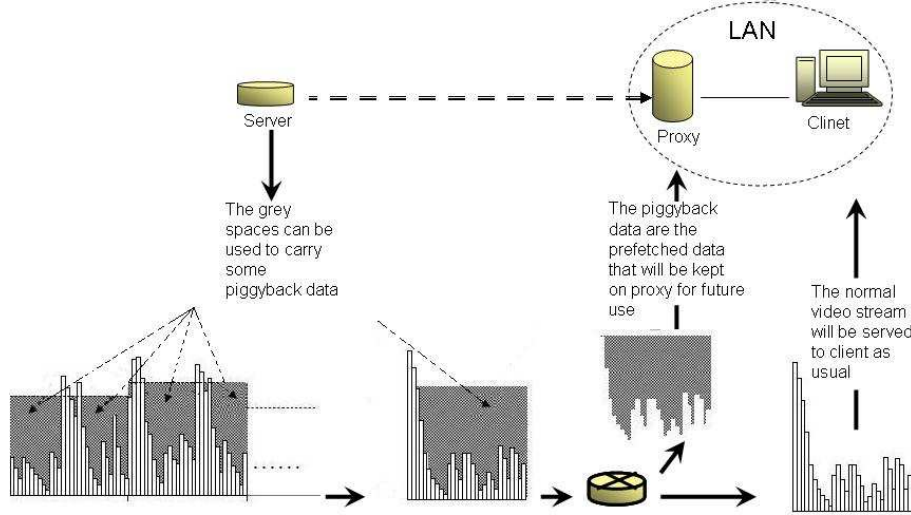 LAN
Server
Proxy
Clinet
The grey
spaces can be
used to carry
some
piggyback data
The piggyback
data are the
prefetched data
that will be kept
on proxy for future
use
The normal
video stream
will be served
to client as
usual